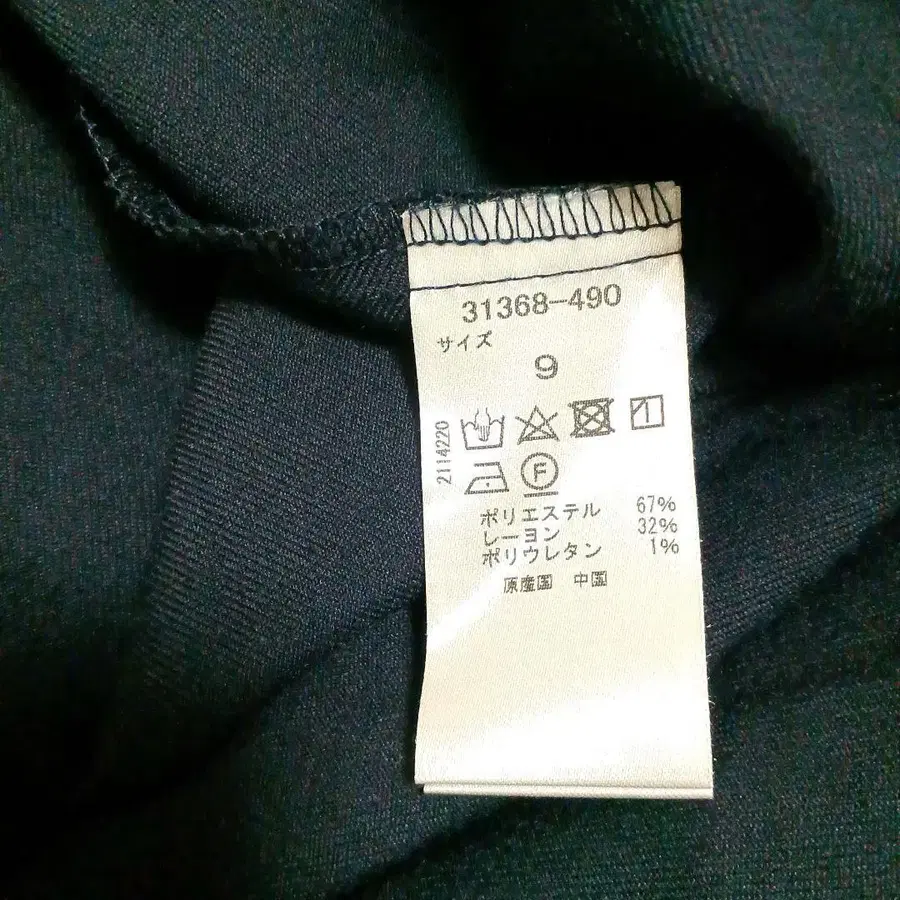 31368-490
サイズ
9
2114220
F
ポリエステル 67%
レーヨン 32%
ポリウレタン 1%
原産国 中国